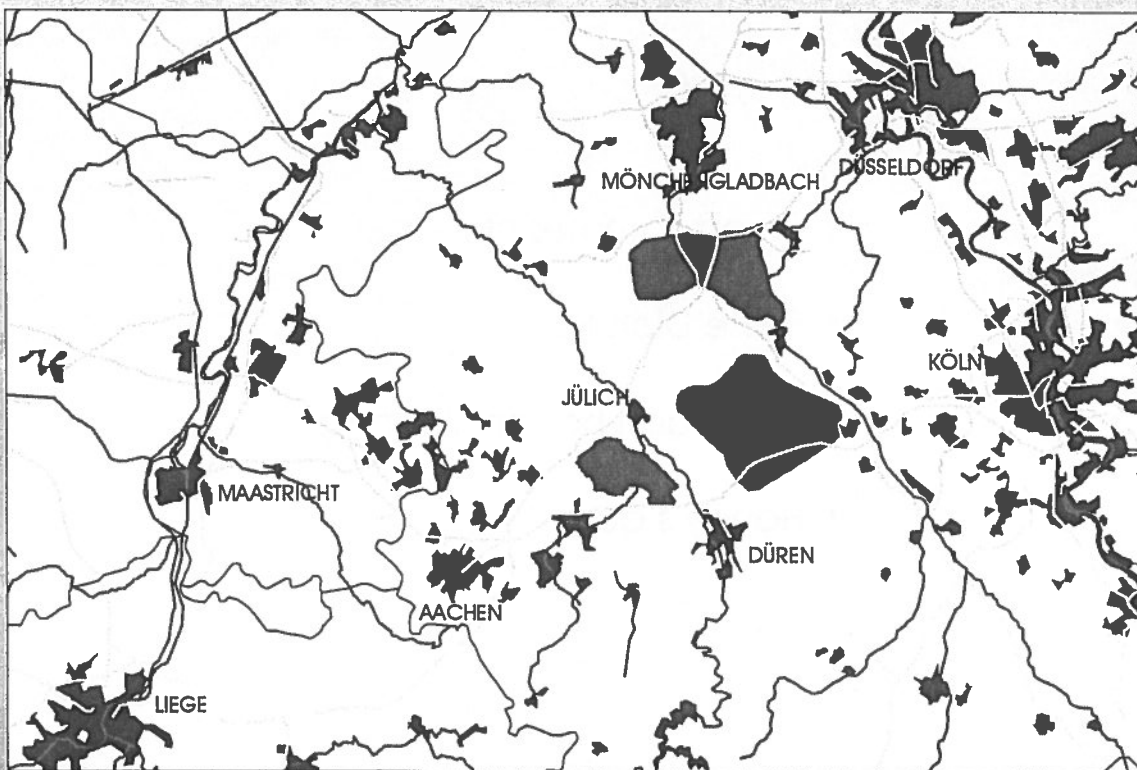 MÖNCHENGLADBACH
DÜSSELDORF
KÖLN
JÜLICH
MAASTRICHT
DÜREN
AACHEN
LIEGE